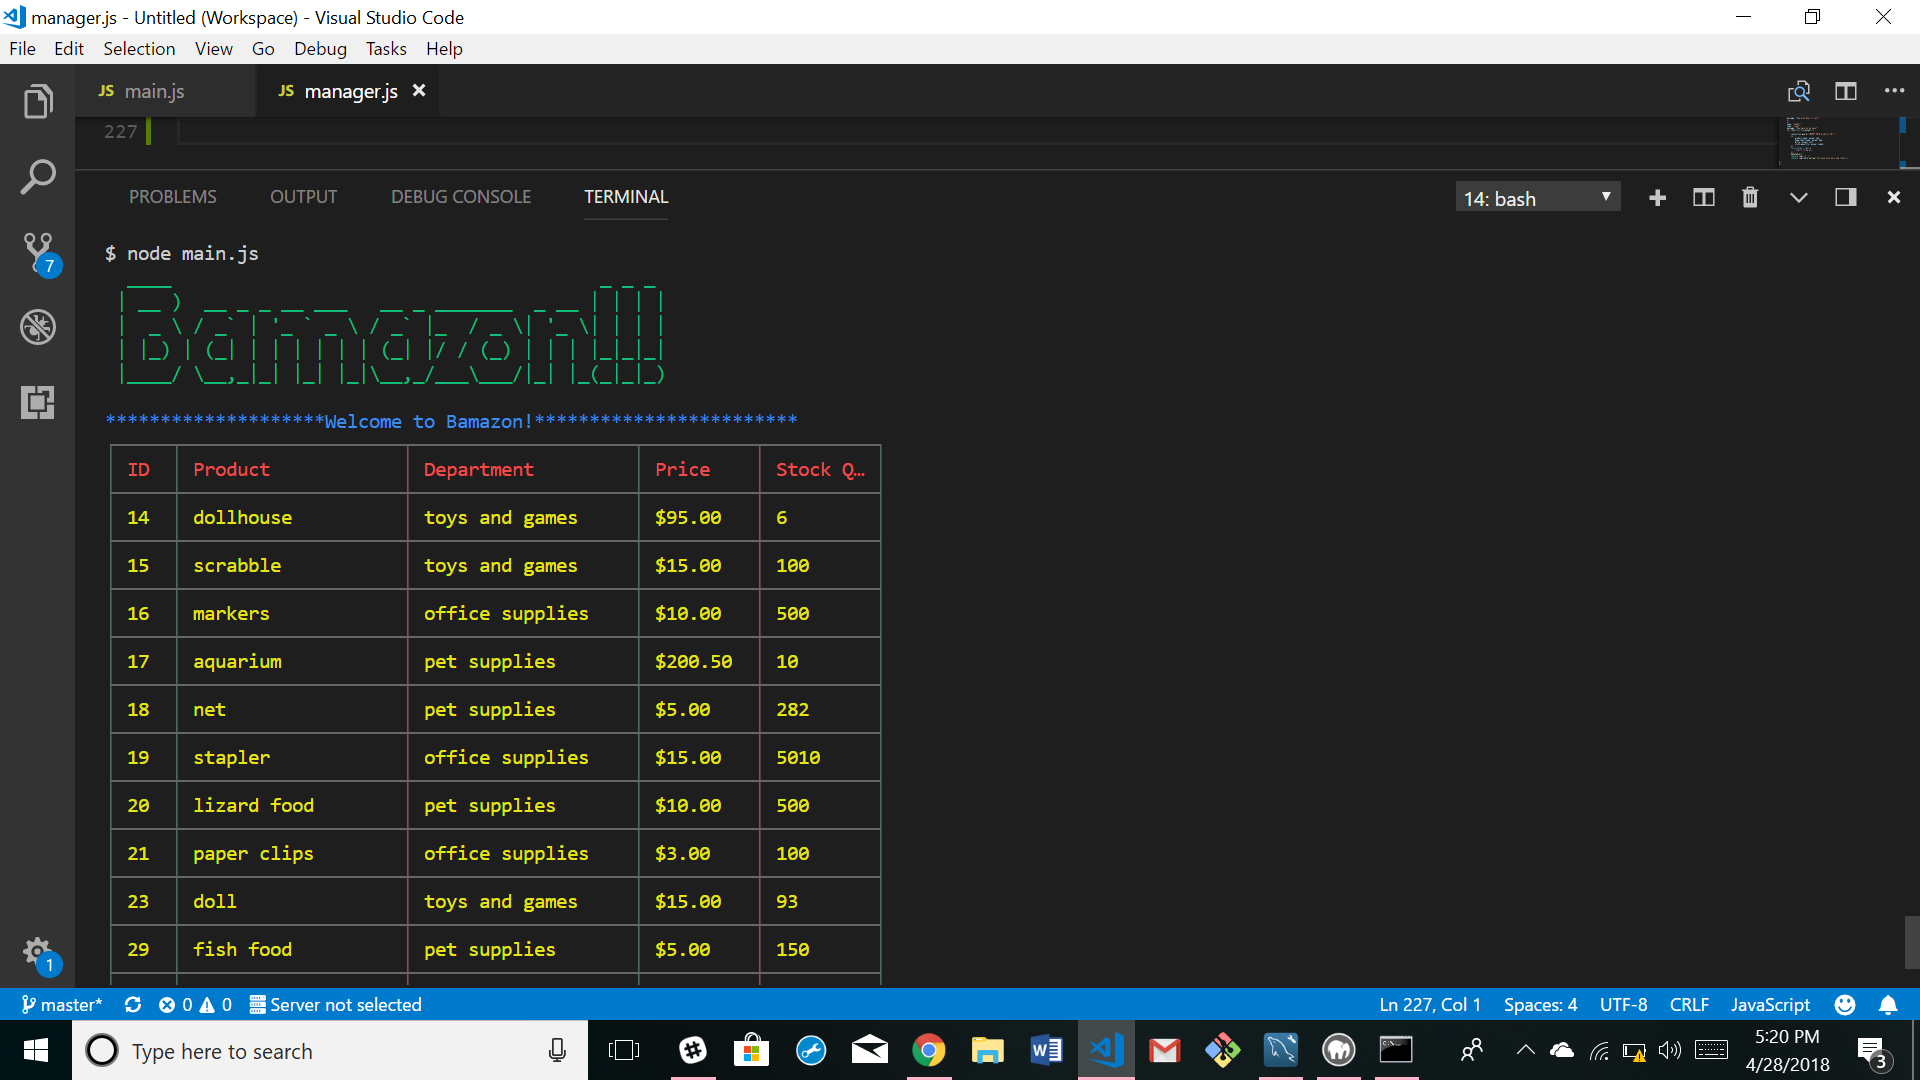 manager.js - Untitled (Workspace) - Visual Studio Code
File Edit Selection View Go Debug Tasks Help
JS main.js JS manager.js
227
PROBLEMS OUTPUT DEBUG CONSOLE TERMINAL 14: bash
$ node main.js
Bamazon!!!
********************Welcome to Bamazon!************************
ID Product Department Price Stock Q…
14 dollhouse toys and games $95.00 6
15 scrabble toys and games $15.00 100
16 markers office supplies $10.00 500
17 aquarium pet supplies $200.50 10
18 net pet supplies $5.00 282
19 stapler office supplies $15.00 5010
20 lizard food pet supplies $10.00 500
21 paper clips office supplies $3.00 100
23 doll toys and games $15.00 93
29 fish food pet supplies $5.00 150
7
1
master* 0 0 Server not selected Ln 227, Col 1 Spaces: 4 UTF-8 CRLF JavaScript
Type here to search
5:20 PM
4/28/2018
3